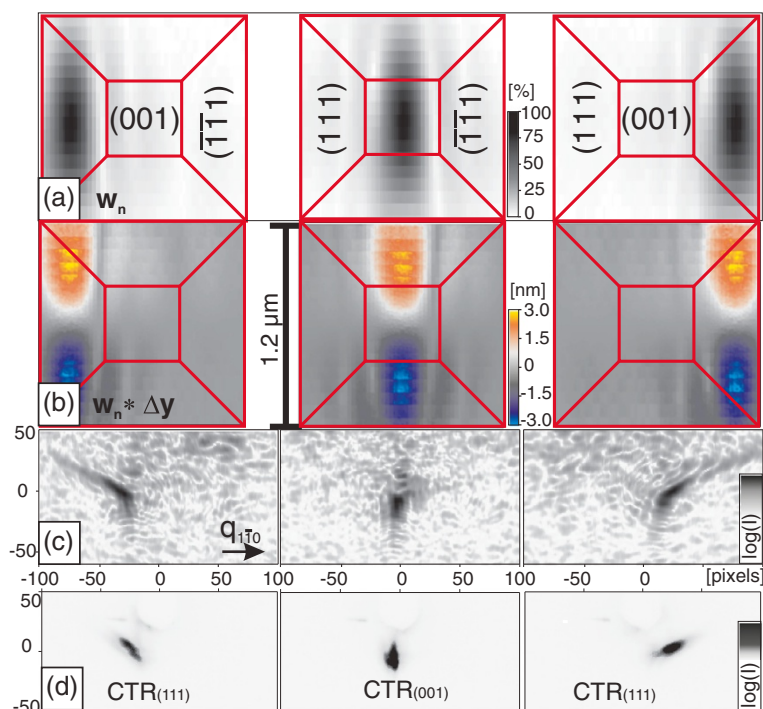 (001) (1̅1̅1) (111) (1̅1̅1) (111) (001)
[%]
100
75
50
25
0
(a) wₙ
1.2 μm
[nm]
3.0
1.5
0
-1.5
-3.0
(b) wₙ* Δy
50
0
-50
(c)
q₁₁̅₀
log(I)
-100 -50 0 50 100 -50 0 50 100 -50 0 [pixels]
50
0
-50
(d)
CTR(111) CTR(001) CTR(111)
log(I)